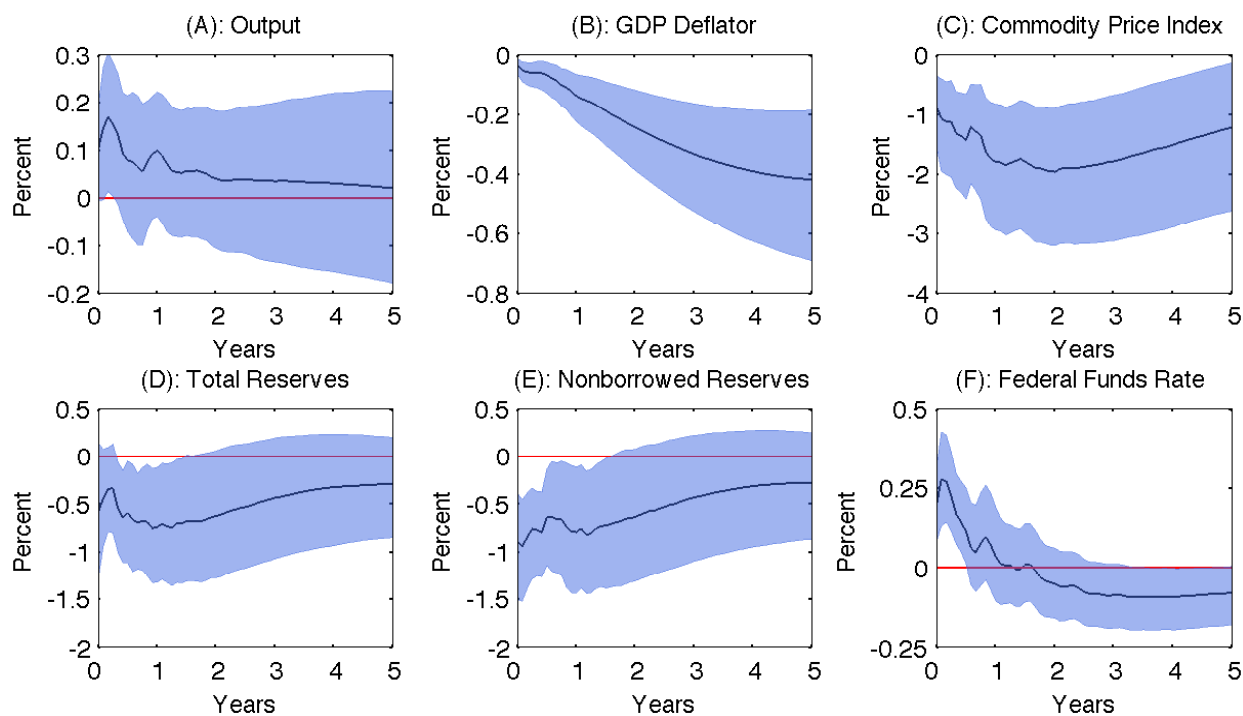 (A): Output
0.3
0.2
0.1
0
-0.1
-0.2
Percent
0 1 2 3 4 5
Years
(B): GDP Deflator
0
-0.2
-0.4
-0.6
-0.8
Percent
0 1 2 3 4 5
Years
(C): Commodity Price Index
0
-1
-2
-3
-4
Percent
0 1 2 3 4 5
Years
(D): Total Reserves
0.5
0
-0.5
-1
-1.5
-2
Percent
0 1 2 3 4 5
Years
(E): Nonborrowed Reserves
0.5
0
-0.5
-1
-1.5
-2
Percent
0 1 2 3 4 5
Years
(F): Federal Funds Rate
0.5
0.25
0
-0.25
Percent
0 1 2 3 4 5
Years